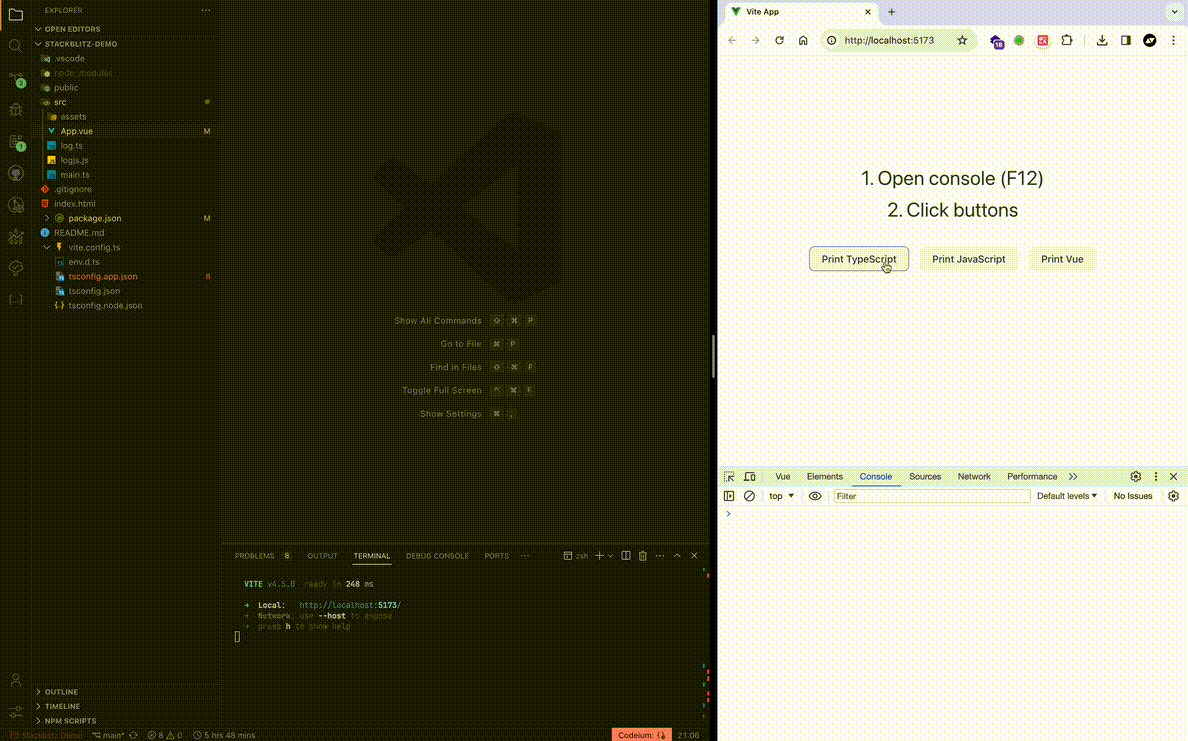 EXPLORER
OPEN EDITORS
STACKBLITZ-DEMO
.vscode
node_modules
public
src
assets
App.vue M
log.ts
logjs.js
main.ts
.gitignore
index.html
package.json M
README.md
vite.config.ts
env.d.ts
tsconfig.app.json 8
tsconfig.json
tsconfig.node.json
OUTLINE
TIMELINE
NPM SCRIPTS
3
1
Show All Commands ⇧ ⌘ P
Go to File ⌘ P
Find in Files ⇧ ⌘ F
Toggle Full Screen ^ ⌘ F
Show Settings ⌘ ;
PROBLEMS 8 OUTPUT TERMINAL DEBUG CONSOLE PORTS ··· zsh
VITE v4.5.0 ready in 248 ms
➜ Local: http://localhost:5173/
➜ Network: use --host to expose
➜ press h to show help
Stackblitz Demo main* 8 0 5 hrs 48 mins Codeium: {} 21:06
Vite App
http://localhost:5173
18
1. Open console (F12)
2. Click buttons
Print TypeScript Print JavaScript Print Vue
Vue Elements Console Sources Network Performance
top Filter Default levels No Issues